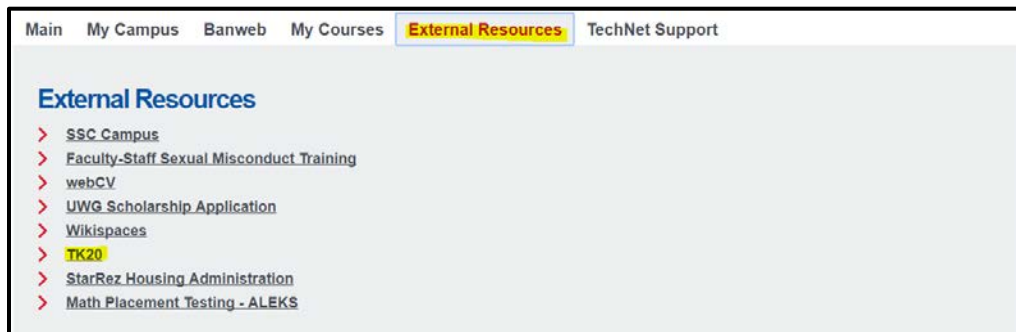 Main My Campus Banweb My Courses External Resources TechNet Support
External Resources
SSC Campus
Faculty-Staff Sexual Misconduct Training
webCV
UWG Scholarship Application
Wikispaces
TK20
StarRez Housing Administration
Math Placement Testing - ALEKS